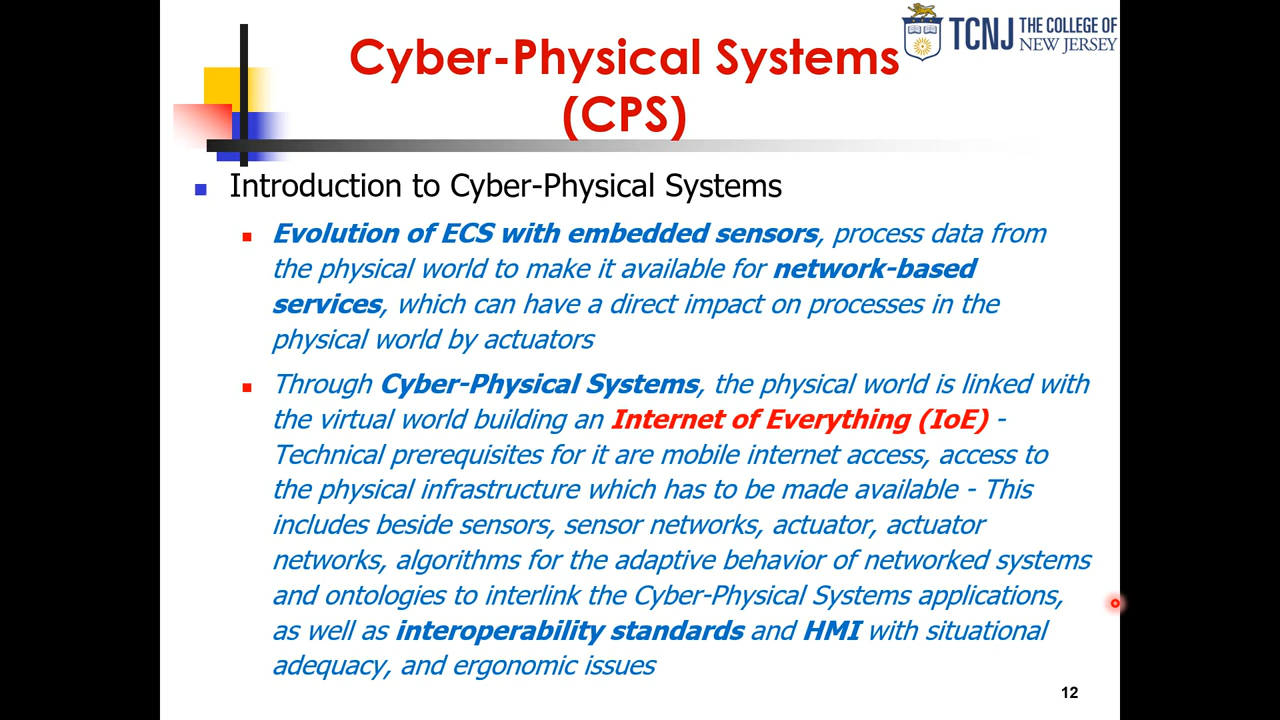 Cyber-Physical Systems
(CPS)
TCNJ THE COLLEGE OF
NEW JERSEY
Introduction to Cyber-Physical Systems
Evolution of ECS with embedded sensors, process data from
the physical world to make it available for network-based
services, which can have a direct impact on processes in the
physical world by actuators
Through Cyber-Physical Systems, the physical world is linked with
the virtual world building an Internet of Everything (IoE) -
Technical prerequisites for it are mobile internet access, access to
the physical infrastructure which has to be made available - This
includes beside sensors, sensor networks, actuator, actuator
networks, algorithms for the adaptive behavior of networked systems
and ontologies to interlink the Cyber-Physical Systems applications,
as well as interoperability standards and HMI with situational
adequacy, and ergonomic issues
12